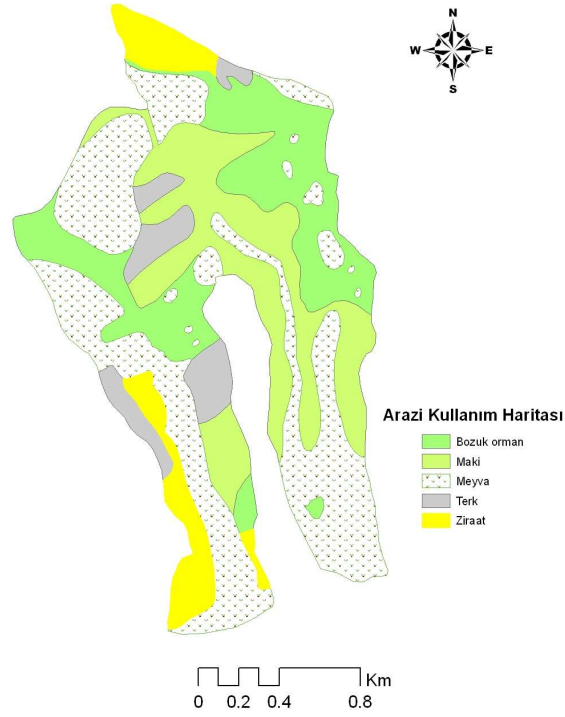 N
W E
S
Arazi Kullanım Haritası
Bozuk orman
Maki
Meyva
Terk
Ziraat
Km
0 0.2 0.4 0.8